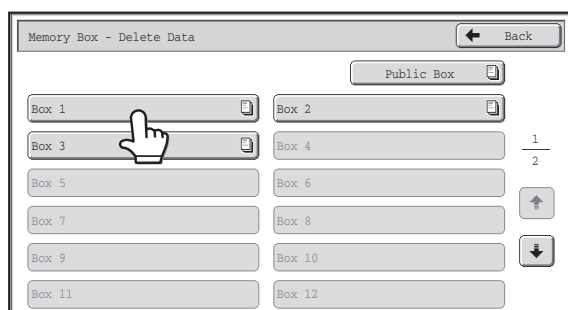 Memory Box - Delete Data
Back
Public Box
Box 1
Box 2
Box 3
Box 4
1
2
Box 5
Box 6
Box 7
Box 8
Box 9
Box 10
Box 11
Box 12